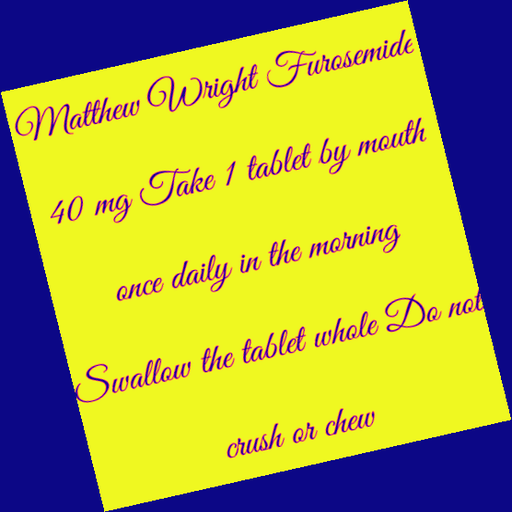 Matthew Wright Furosemide
40 mg Take 1 tablet by mouth
once daily in the morning
Swallow the tablet whole Do not
crush or chew